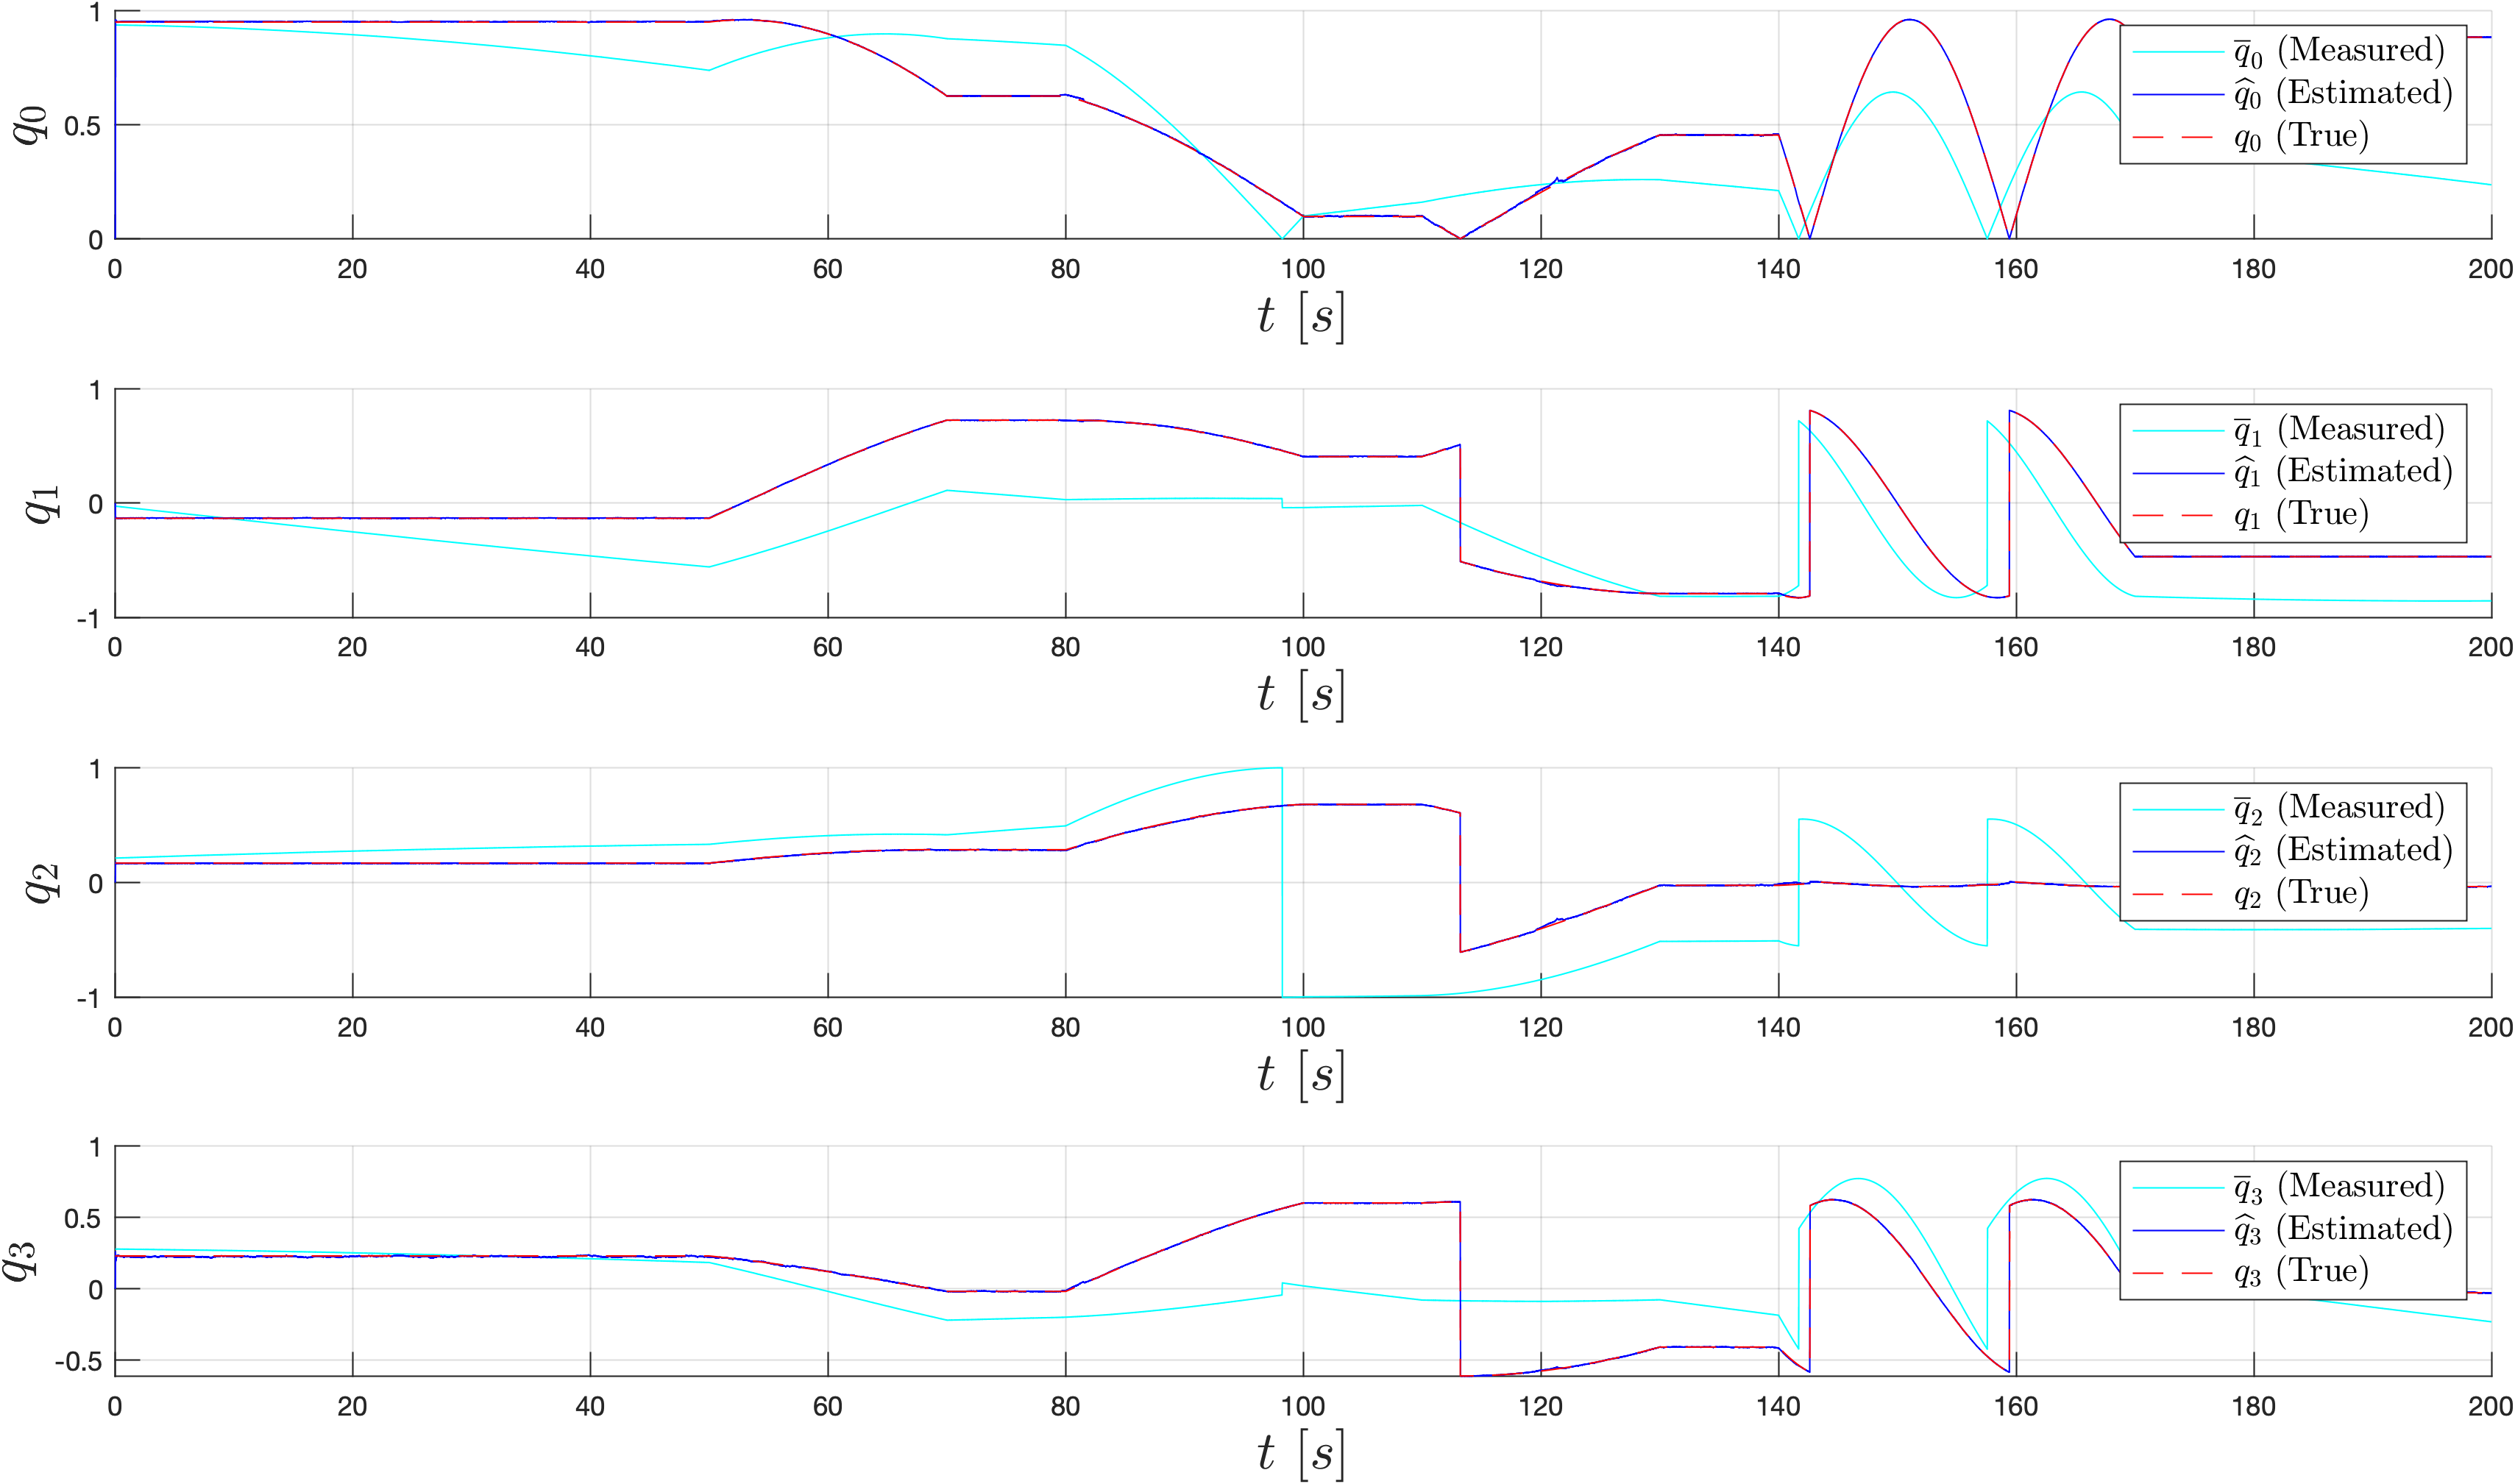 1
0.5
0
q0
q̅0 (Measured)
q̂0 (Estimated)
q0 (True)
0 20 40 60 80 100 120 140 160 180 200
t [s]
1
0
-1
q1
q̅1 (Measured)
q̂1 (Estimated)
q1 (True)
0 20 40 60 80 100 120 140 160 180 200
t [s]
1
0
-1
q2
q̅2 (Measured)
q̂2 (Estimated)
q2 (True)
0 20 40 60 80 100 120 140 160 180 200
t [s]
1
0.5
0
-0.5
q3
q̅3 (Measured)
q̂3 (Estimated)
q3 (True)
0 20 40 60 80 100 120 140 160 180 200
t [s]